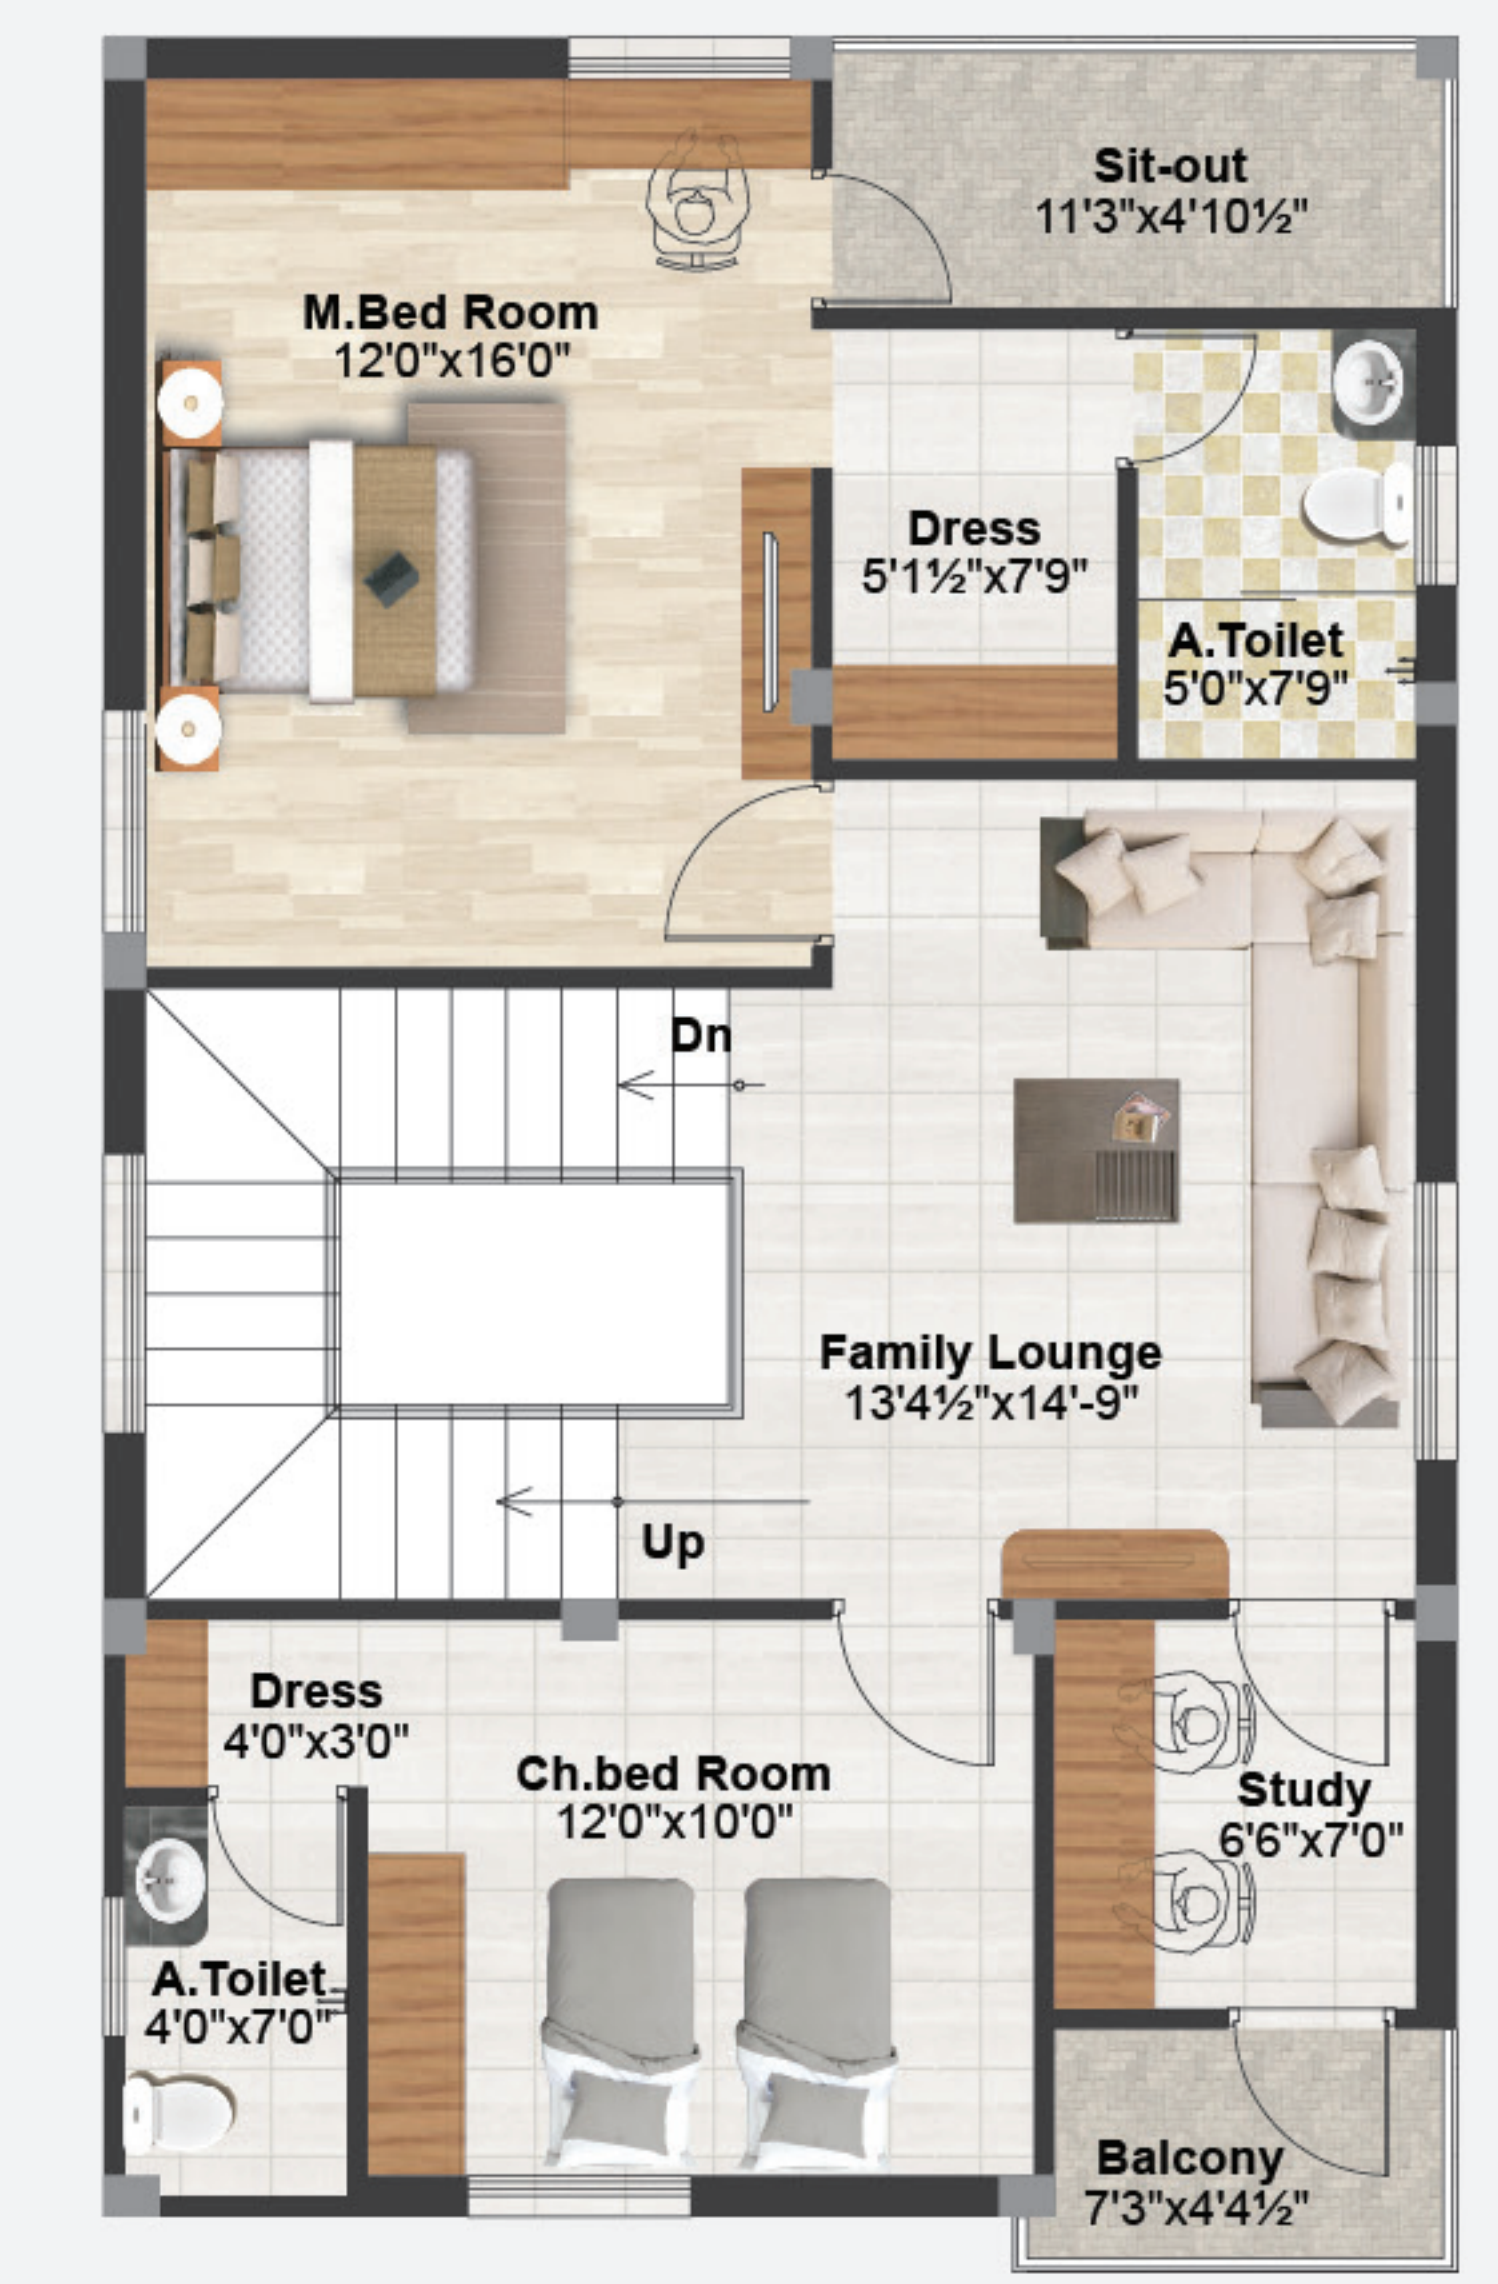 Sit-out
11'3"x4'10½"
M.Bed Room
12'0"x16'0"
Dress
5'1½"x7'9"
A.Toilet
5'0"x7'9"
Dn
Family Lounge
13'4½"x14'-9"
Up
Dress
4'0"x3'0"
Ch.bed Room
12'0"x10'0"
Study
6'6"x7'0"
A.Toilet
4'0"x7'0"
Balcony
7'3"x4'4½"